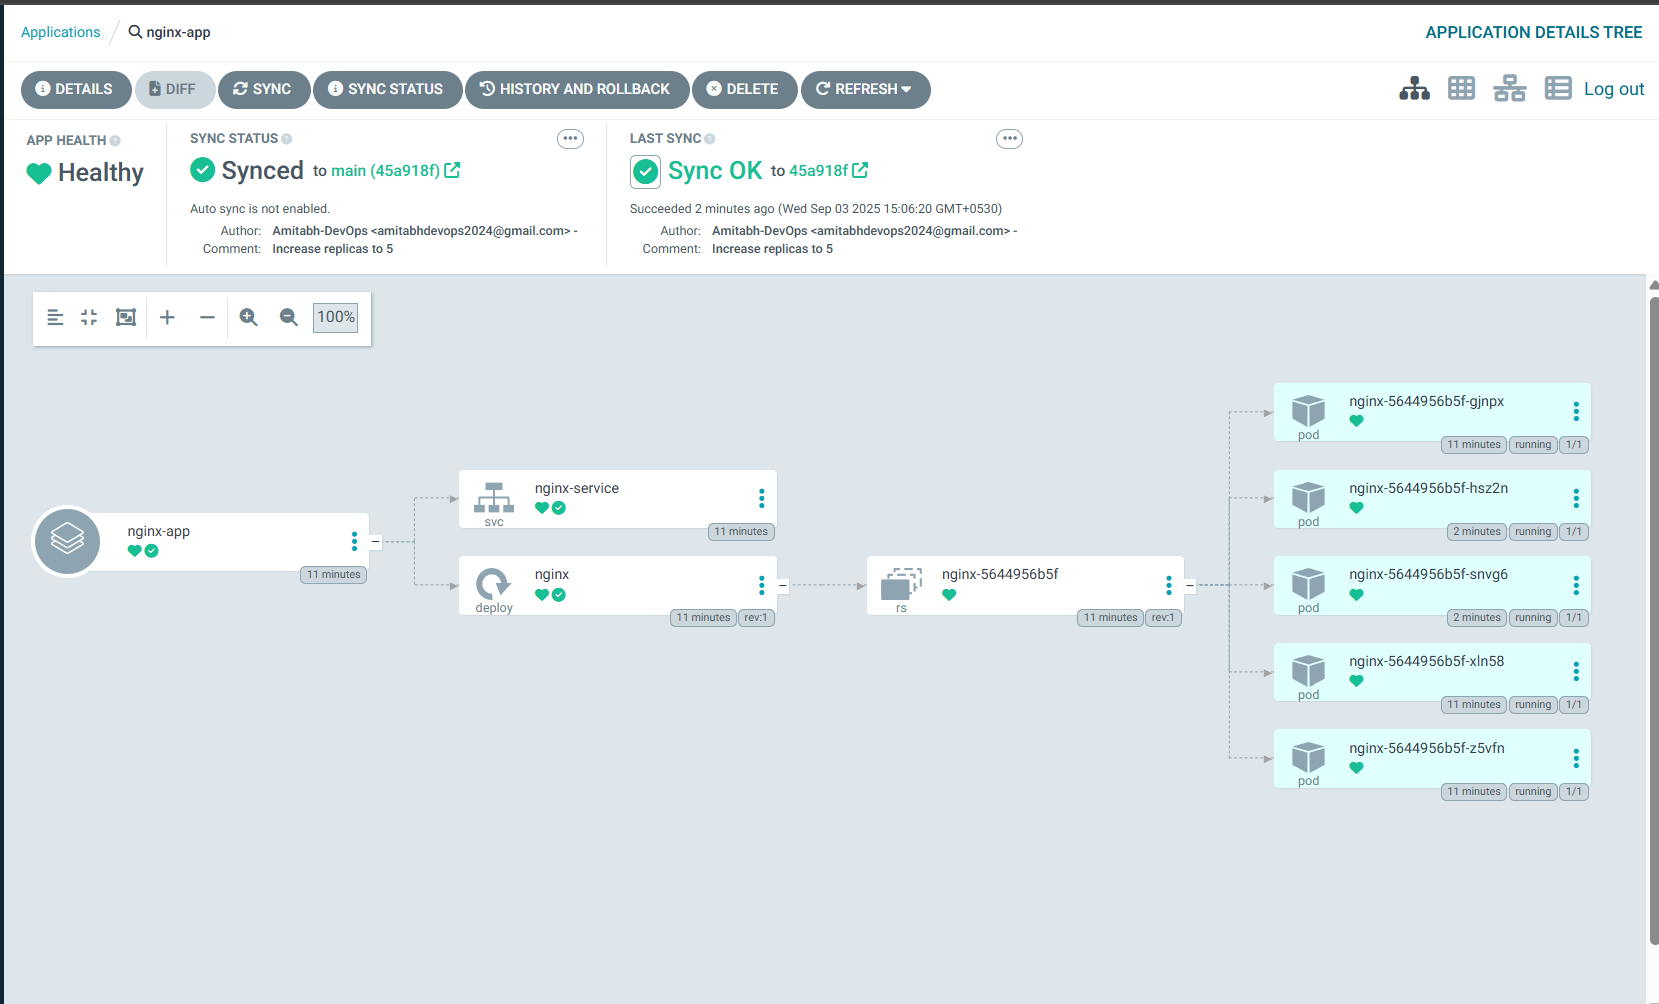 Applications / nginx-app
APPLICATION DETAILS TREE
DETAILS DIFF SYNC SYNC STATUS HISTORY AND ROLLBACK DELETE REFRESH
Log out
APP HEALTH
Healthy
SYNC STATUS
Synced to main (45a918f)
Auto sync is not enabled.
Author: Amitabh-DevOps <amitabhdevops2024@gmail.com> -
Comment: Increase replicas to 5
LAST SYNC
Sync OK to 45a918f
Succeeded 2 minutes ago (Wed Sep 03 2025 15:06:20 GMT+0530)
Author: Amitabh-DevOps <amitabhdevops2024@gmail.com> -
Comment: Increase replicas to 5
100%
nginx-app
11 minutes
nginx-service
svc
11 minutes
nginx
deploy
11 minutes rev:1
nginx-5644956b5f
rs
11 minutes rev:1
nginx-5644956b5f-gjnpx
pod
11 minutes running 1/1
nginx-5644956b5f-hsz2n
pod
2 minutes running 1/1
nginx-5644956b5f-snvg6
pod
2 minutes running 1/1
nginx-5644956b5f-xln58
pod
11 minutes running 1/1
nginx-5644956b5f-z5vfn
pod
11 minutes running 1/1